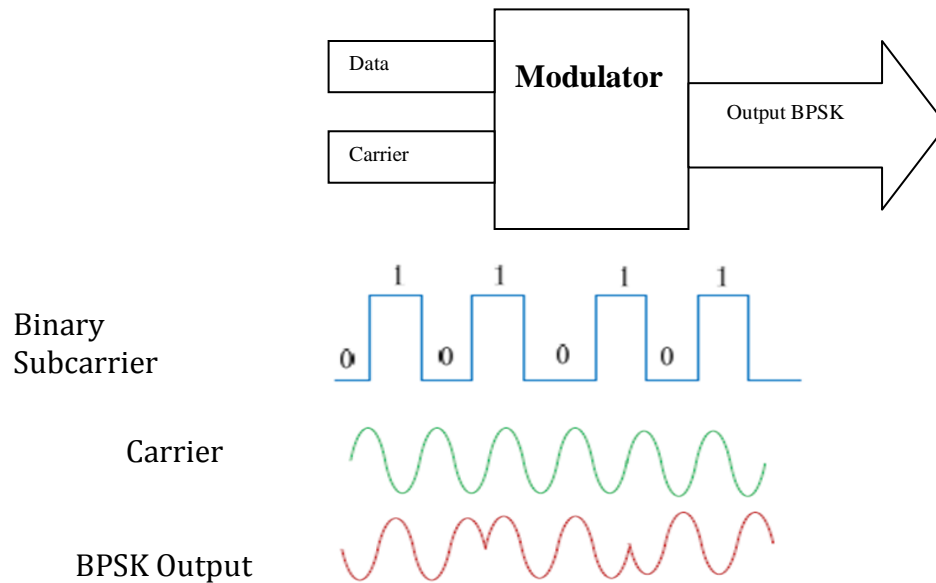 Data
Modulator
Output BPSK
Carrier
1 1 1 1
Binary
Subcarrier
0 0 0 0
Carrier
BPSK Output